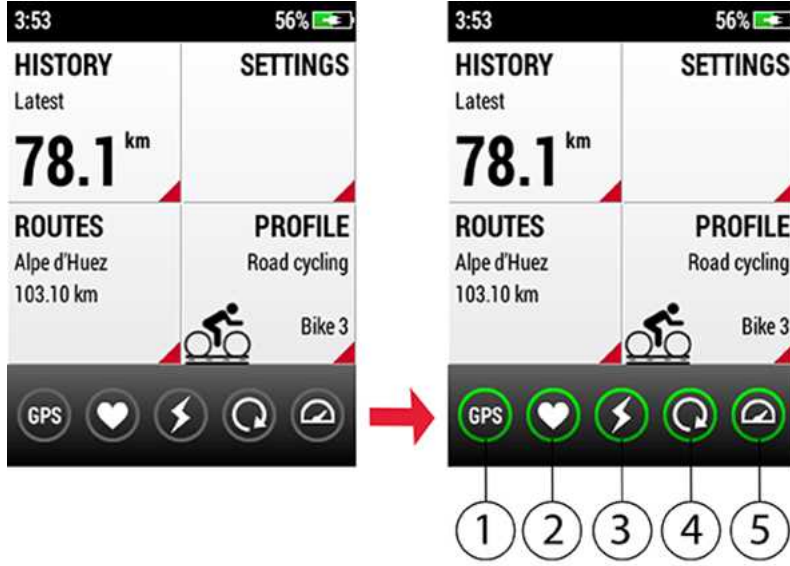 3:53 56%
HISTORY SETTINGS
Latest
78.1 km
ROUTES PROFILE
Alpe d'Huez Road cycling
103.10 km
Bike 3
GPS
3:53 56%
HISTORY SETTINGS
Latest
78.1 km
ROUTES PROFILE
Alpe d'Huez Road cycling
103.10 km
Bike 3
GPS
1 2 3 4 5